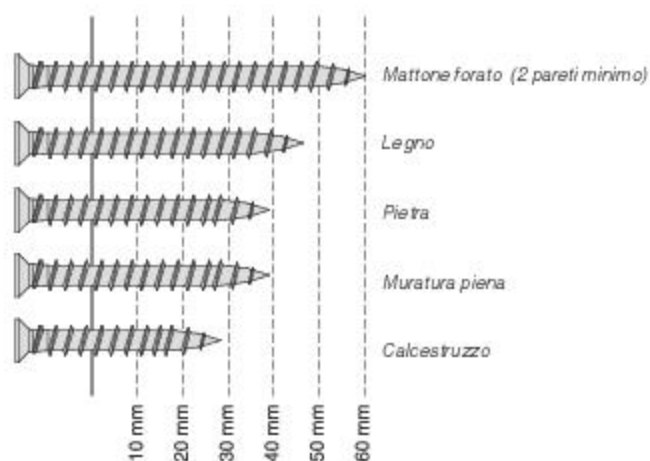 Mattone forato (2 pareti minimo)
Legno
Pietra
Muratura piena
Calcestruzzo
10 mm
20 mm
30 mm
40 mm
50 mm
60 mm